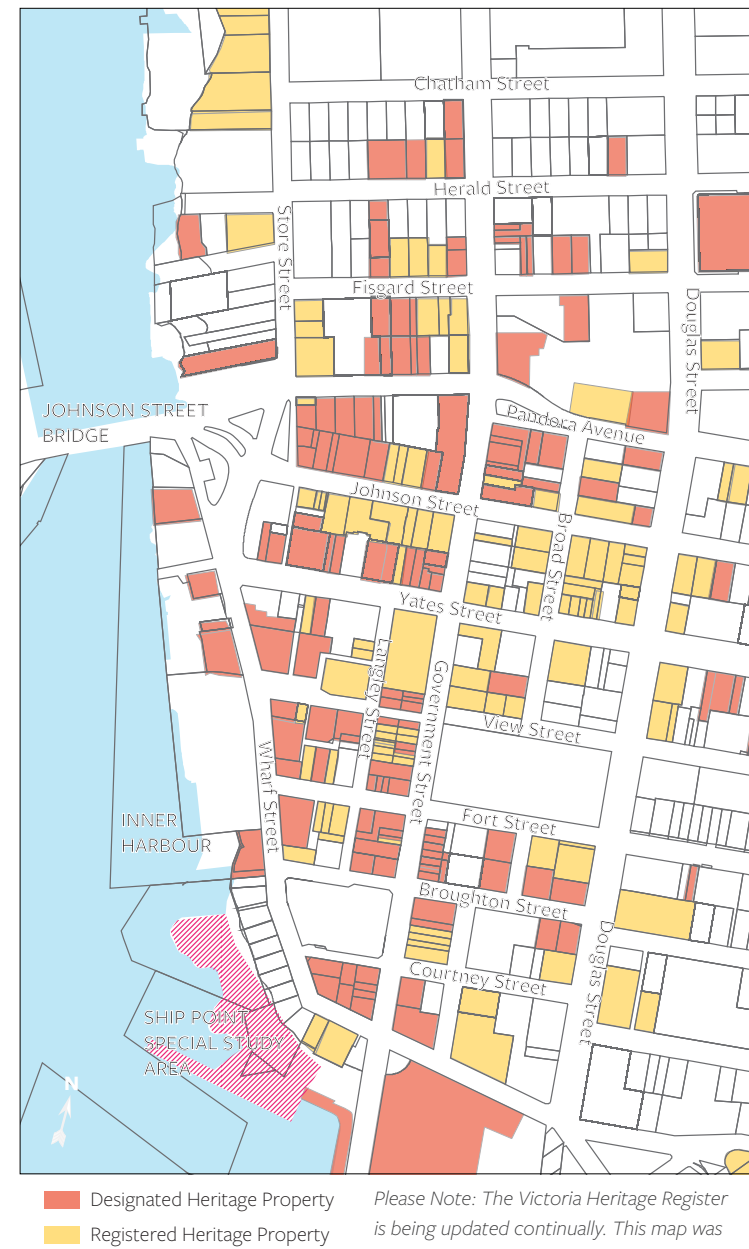 Chatham Street
Herald Street
Store Street
Fisgard Street
Douglas Street
JOHNSON STREET
BRIDGE
Pandora Avenue
Johnson Street
Broad Street
Yates Street
Langley Street
Government Street
View Street
Wharf Street
Fort Street
INNER
HARBOUR
Broughton Street
Douglas Street
Courtney Street
SHIP POINT
SPECIAL STUDY
AREA
N
Designated Heritage Property
Registered Heritage Property
Please Note: The Victoria Heritage Register
is being updated continually. This map was